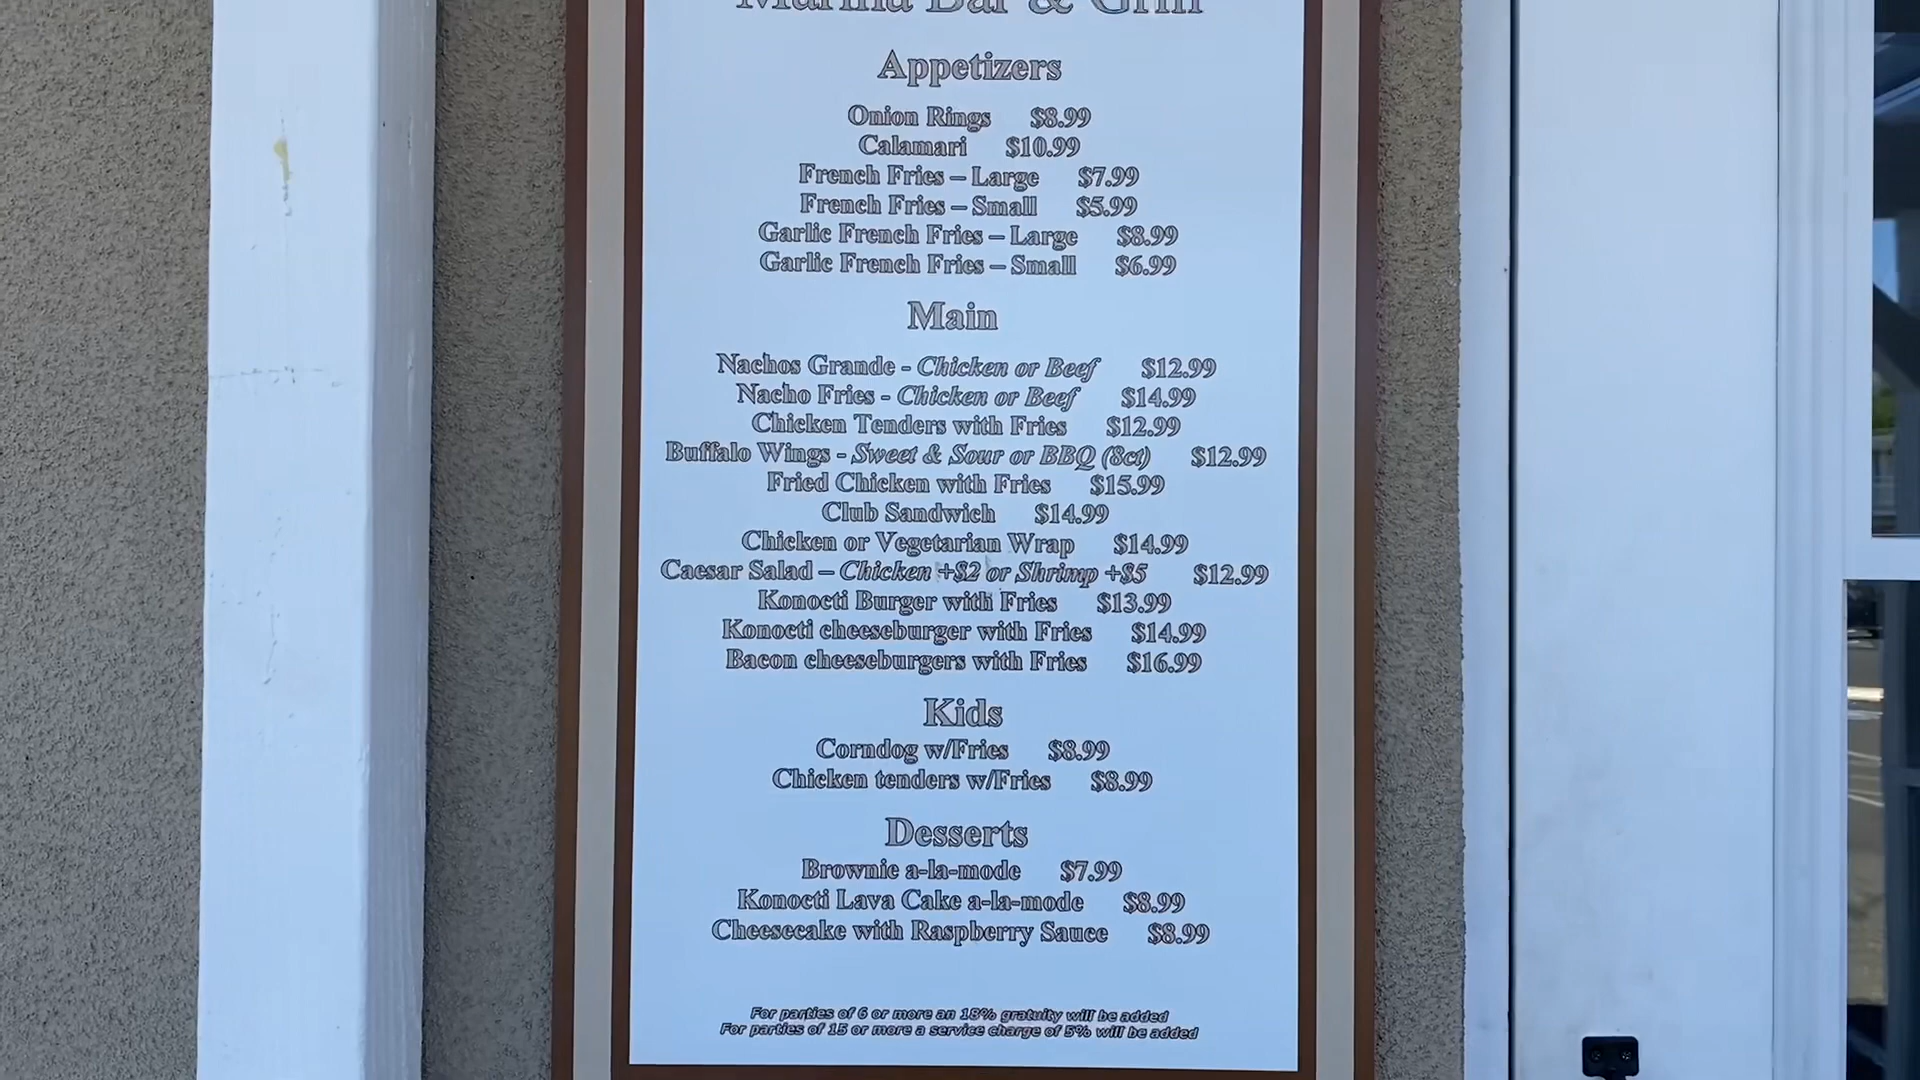 Marina Bar & Grill
Appetizers
Onion Rings $8.99
Calamari $10.99
French Fries – Large $7.99
French Fries – Small $5.99
Garlic French Fries – Large $8.99
Garlic French Fries – Small $6.99
Main
Nachos Grande - Chicken or Beef $12.99
Nacho Fries - Chicken or Beef $14.99
Chicken Tenders with Fries $12.99
Buffalo Wings - Sweet & Sour or BBQ (8ct) $12.99
Fried Chicken with Fries $15.99
Club Sandwich $14.99
Chicken or Vegetarian Wrap $14.99
Caesar Salad – Chicken +$2 or Shrimp +$5 $12.99
Konocti Burger with Fries $13.99
Konocti cheeseburger with Fries $14.99
Bacon cheeseburgers with Fries $16.99
Kids
Corndog w/Fries $8.99
Chicken tenders w/Fries $8.99
Desserts
Brownie a-la-mode $7.99
Konocti Lava Cake a-la-mode $8.99
Cheesecake with Raspberry Sauce $8.99
For parties of 6 or more an 18% gratuity will be added
For parties of 15 or more a service charge of 5% will be added